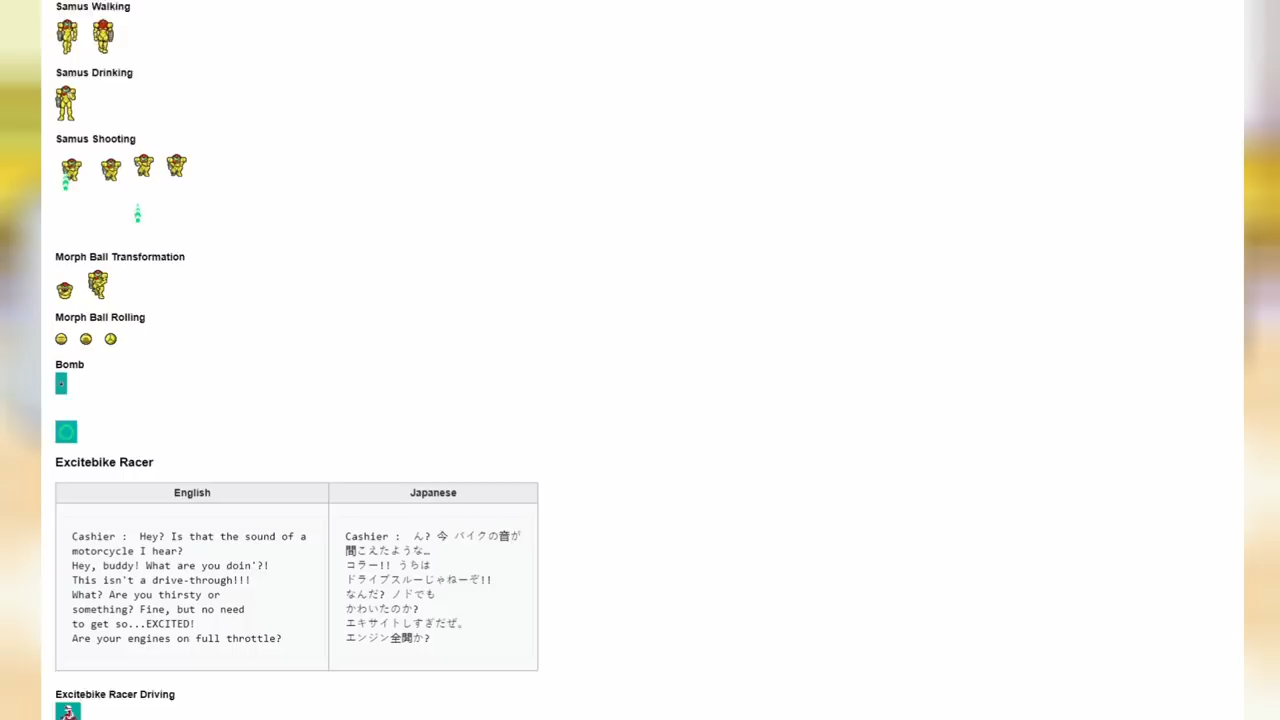 Samus Walking
Samus Drinking
Samus Shooting
Morph Ball Transformation
Morph Ball Rolling
Bomb
Excitebike Racer
English
Japanese
Cashier :  Hey? Is that the sound of a
motorcycle I hear?
Hey, buddy! What are you doin'?!
This isn't a drive-through!!!
What? Are you thirsty or
something? Fine, but no need
to get so...EXCITED!
Are your engines on full throttle?
Cashier :  ん? 今 バイクの音が
聞こえたような…
コラー!! うちは
ドライブスルーじゃねーぞ!!
なんだ? ノドでも
かわいたのか?
エキサイトしすぎだぜ。
エンジン全開か?
Excitebike Racer Driving